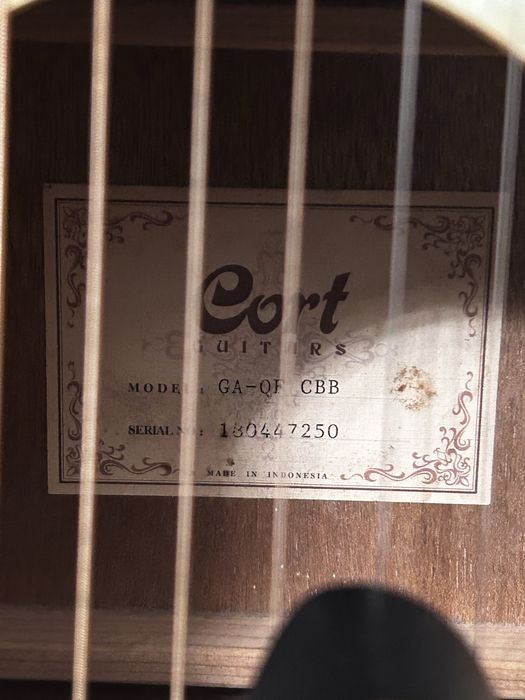 Cort
GUITARS
MODEL : GA-QF CBB
SERIAL NO : 180447250
MADE IN INDONESIA